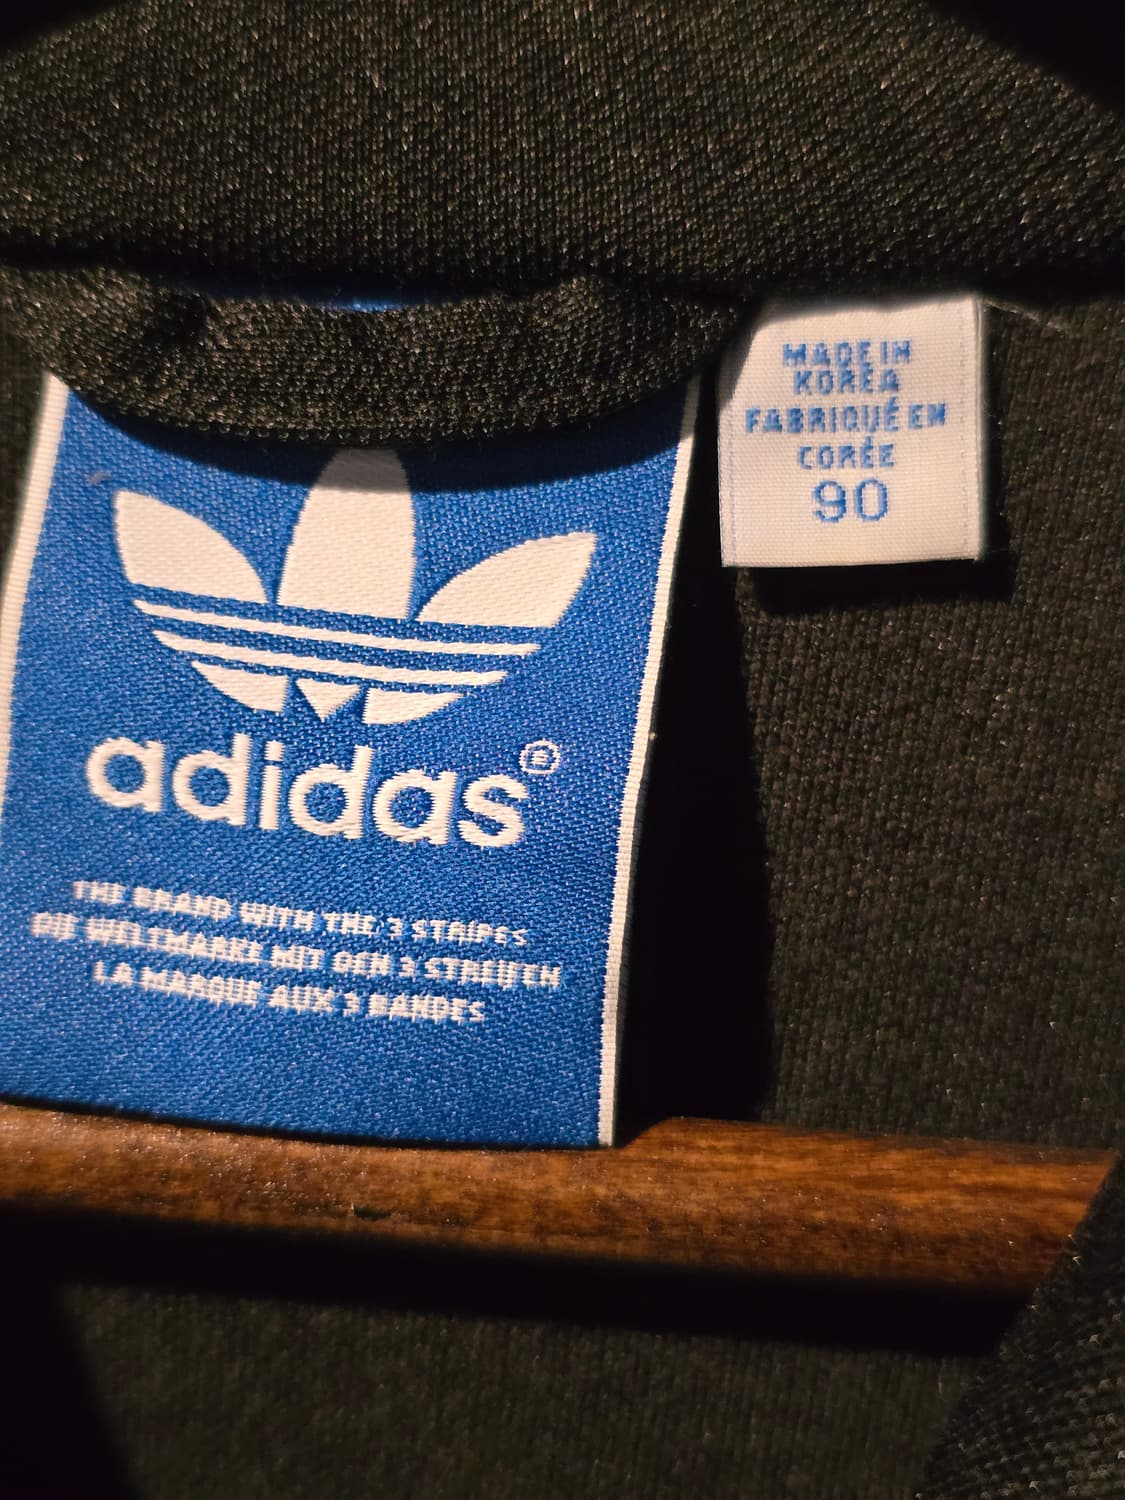 adidas®
THE BRAND WITH THE 3 STRIPES
DIE WELTMARKE MIT DEN 3 STREIFEN
LA MARQUE AUX 3 BANDES
MADE IN
KOREA
FABRIQUÉ EN
CORÉE
90